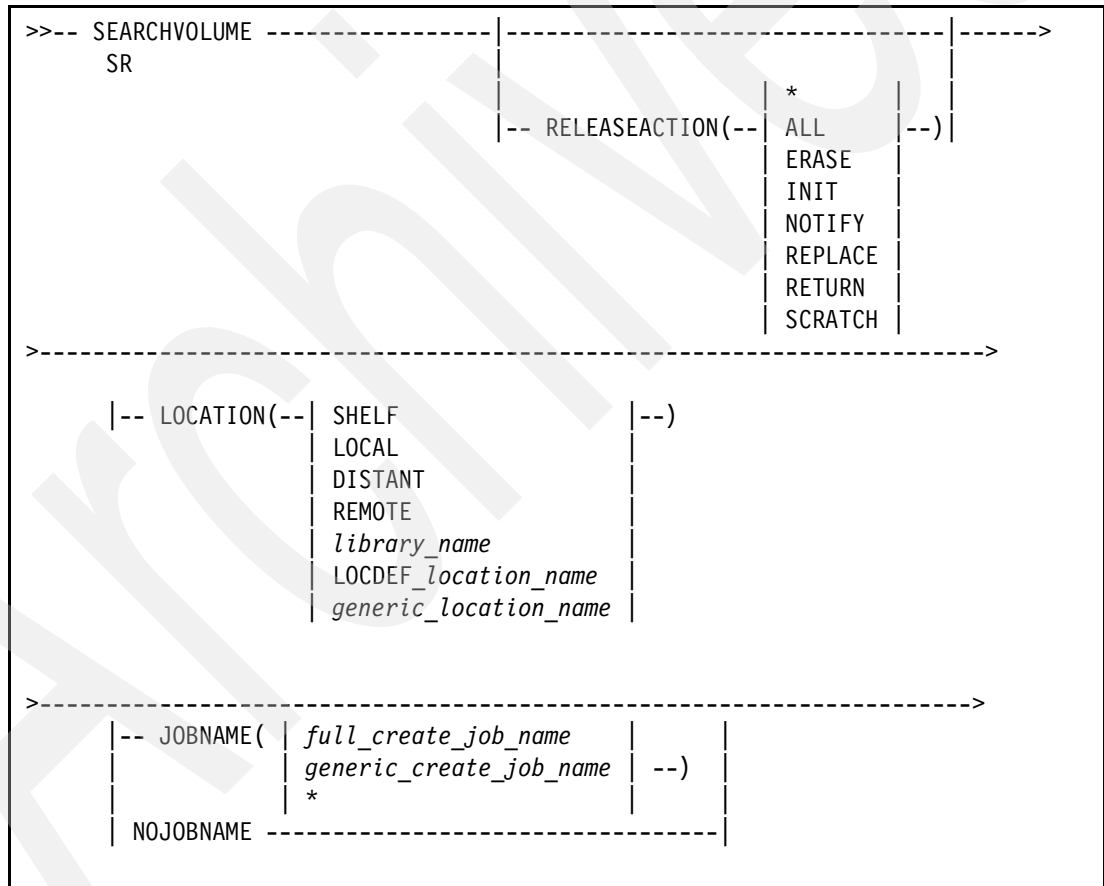 >>-- SEARCHVOLUME -----------------|---------------------------------|------>
      SR                           |                                 |
                                   |                   | *       |   |
                                   |-- RELEASEACTION(--| ALL     |--)|
                                                       | ERASE   |
                                                       | INIT    |
                                                       | NOTIFY  |
                                                       | REPLACE |
                                                       | RETURN  |
                                                       | SCRATCH |
>----------------------------------------------------------------------->
      |-- LOCATION(--| SHELF                 |--)
                     | LOCAL                 |
                     | DISTANT               |
                     | REMOTE                |
                     | library_name          |
                     | LOCDEF_location_name  |
                     | generic_location_name |
>---------------------------------------------------------------------->
      |-- JOBNAME( | full_create_job_name    |      |
      |            | generic_create_job_name | --)  |
      |            | *                       |      |
      | NOJOBNAME ----------------------------------|
Archive